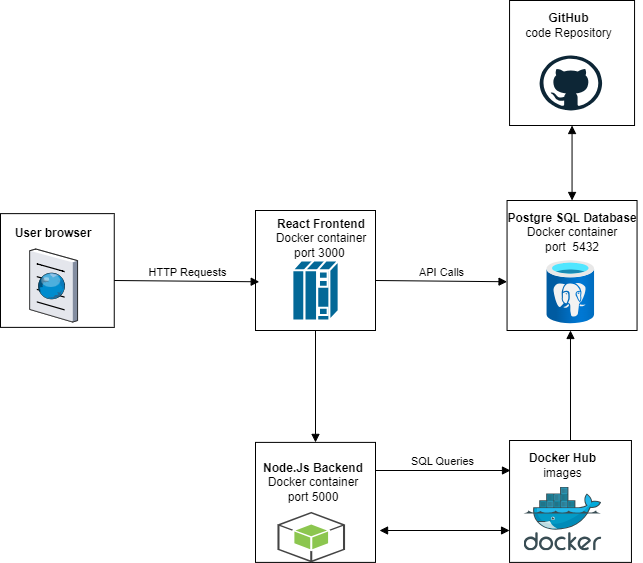 GitHub
code Repository
User browser
HTTP Requests
React Frontend
Docker container
port 3000
API Calls
Postgre SQL Database
Docker container
port 5432
Node.Js Backend
Docker container
port 5000
SQL Queries
Docker Hub
images
docker